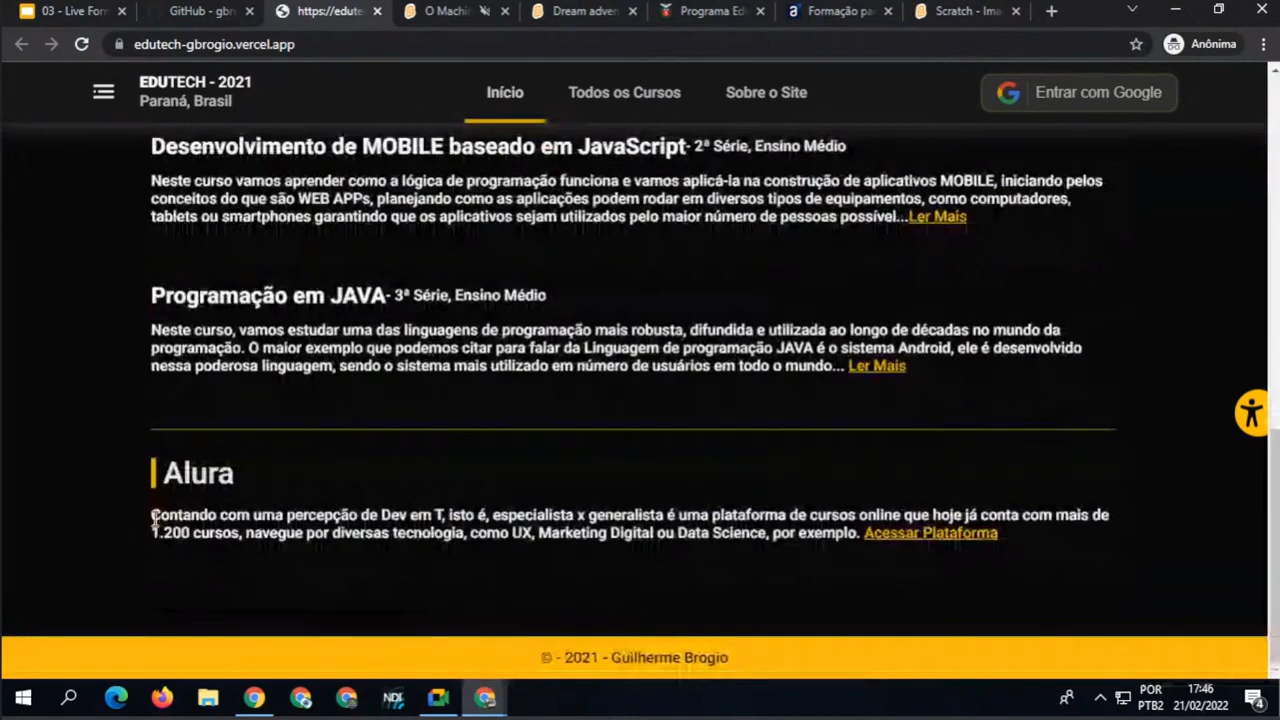 03 - Live Form
GitHub - gbr
https://edute
O Machi
Dream adven
Programa Ed
Formação pa
Scratch - Ima
edutech-gbrogio.vercel.app
Anônima
EDUTECH - 2021
Paraná, Brasil
Início
Todos os Cursos
Sobre o Site
Entrar com Google
Desenvolvimento de MOBILE baseado em JavaScript- 2ª Série, Ensino Médio
Neste curso vamos aprender como a lógica de programação funciona e vamos aplicá-la na construção de aplicativos MOBILE, iniciando pelos
conceitos do que são WEB APPs, planejando como as aplicações podem rodar em diversos tipos de equipamentos, como computadores,
tablets ou smartphones garantindo que os aplicativos sejam utilizados pelo maior número de pessoas possível...Ler Mais
Programação em JAVA- 3ª Série, Ensino Médio
Neste curso, vamos estudar uma das linguagens de programação mais robusta, difundida e utilizada ao longo de décadas no mundo da
programação. O maior exemplo que podemos citar para falar da Linguagem de programação JAVA é o sistema Android, ele é desenvolvido
nessa poderosa linguagem, sendo o sistema mais utilizado em número de usuários em todo o mundo... Ler Mais
Alura
Contando com uma percepção de Dev em T, isto é, especialista x generalista é uma plataforma de cursos online que hoje já conta com mais de
1.200 cursos, navegue por diversas tecnologia, como UX, Marketing Digital ou Data Science, por exemplo. Acessar Plataforma
© - 2021 - Guilherme Brogio
NDI
POR
PTB2
17:46
21/02/2022
4